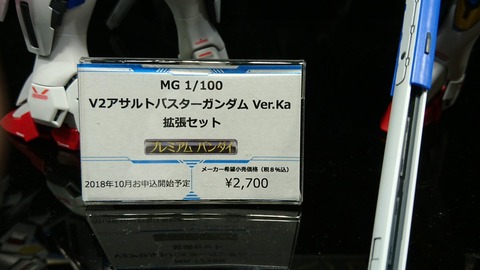 MG 1/100
V2アサルトバスターガンダム Ver.Ka
拡張セット
プレミアム バンダイ
メーカー希望小売価格（税8％込）
2018年10月お申込開始予定
¥2,700